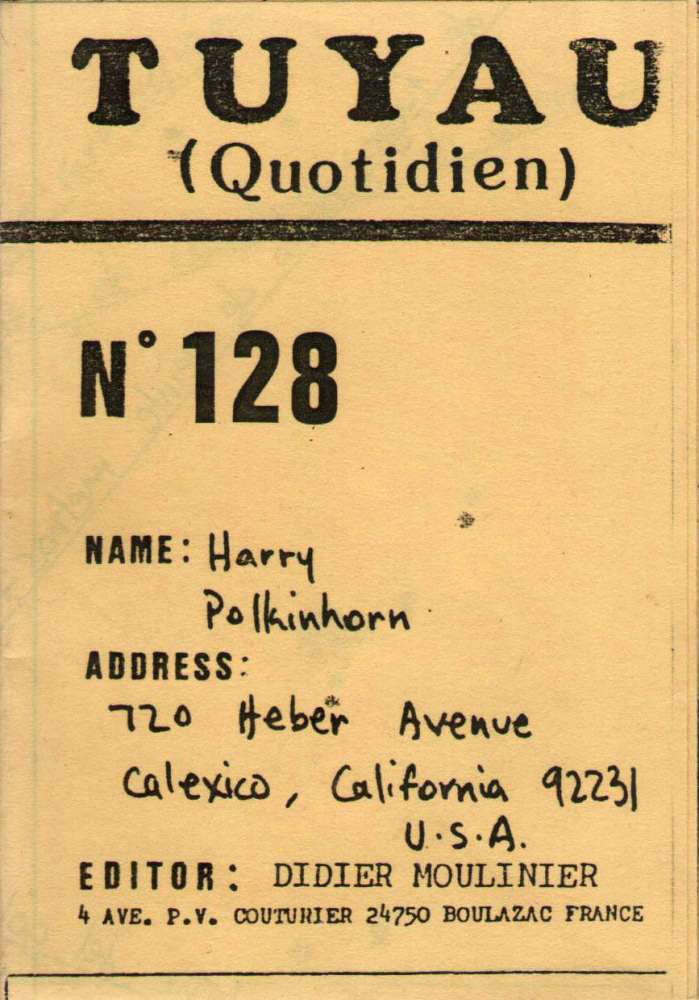 TUYAU
(Quotidien)
N° 128
NAME: Harry
Polkinhorn
ADDRESS:
720 Heber Avenue
Calexico, California 92231
U.S.A.
EDITOR: DIDIER MOULINIER
4 AVE. P.V. COUTURIER 24750 BOULAZAC FRANCE